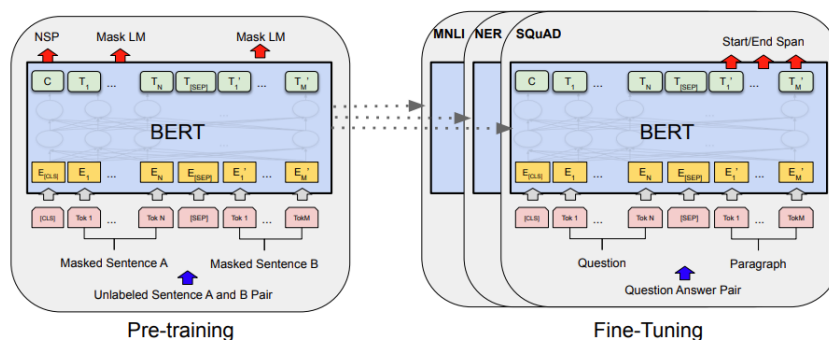 NSP Mask LM Mask LM
C T1 ... TN T[SEP] T1' ... TM'
BERT
E[CLS] E1 ... EN E[SEP] E1' ... EM'
[CLS] Tok 1 ... Tok N [SEP] Tok 1 ... TokM
Masked Sentence A Masked Sentence B
Unlabeled Sentence A and B Pair
Pre-training
MNLI NER SQuAD
Start/End Span
C T1 ... TN T[SEP] T1' ... TM'
BERT
E[CLS] E1 ... EN E[SEP] E1' ... EM'
[CLS] Tok 1 ... Tok N [SEP] Tok 1 ... TokM
Question Paragraph
Question Answer Pair
Fine-Tuning